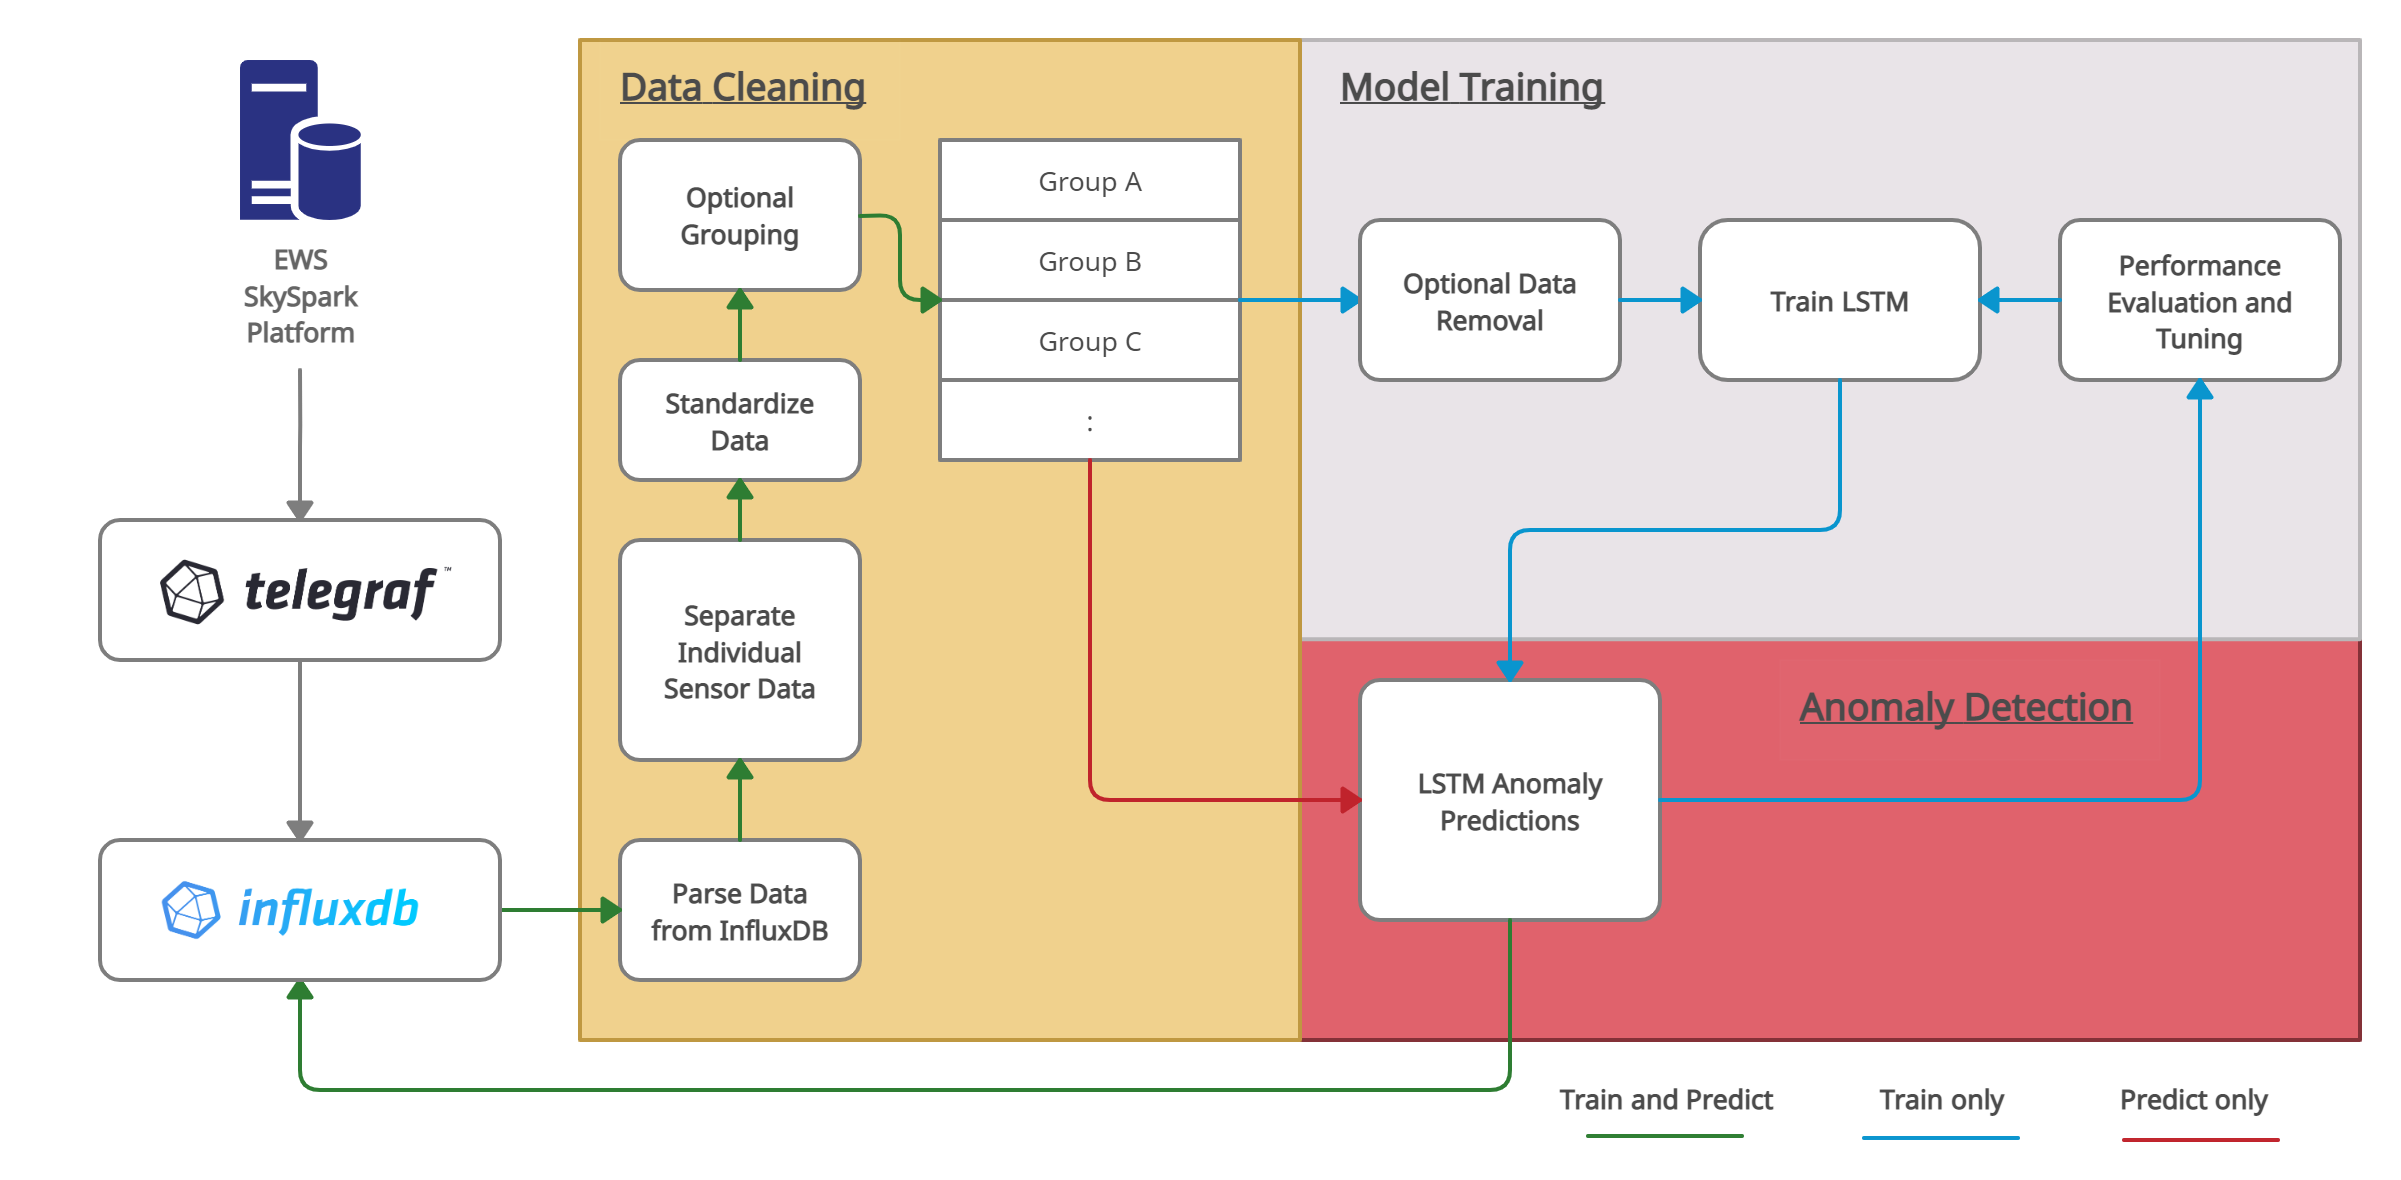 EWS
SkySpark
Platform
telegraf™
influxdb
Data Cleaning
Optional
Grouping
Standardize
Data
Separate
Individual
Sensor Data
Parse Data
from InfluxDB
Group A
Group B
Group C
:
Model Training
Optional Data
Removal
Train LSTM
Performance
Evaluation and
Tuning
Anomaly Detection
LSTM Anomaly
Predictions
Train and Predict
Train only
Predict only